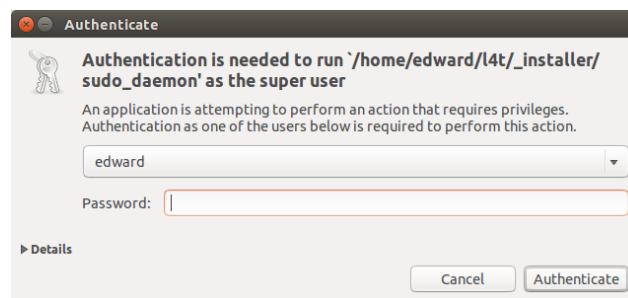 Authenticate
Authentication is needed to run `/home/edward/l4t/_installer/
sudo_daemon' as the super user
An application is attempting to perform an action that requires privileges.
Authentication as one of the users below is required to perform this action.
edward
Password:
Details
Cancel
Authenticate